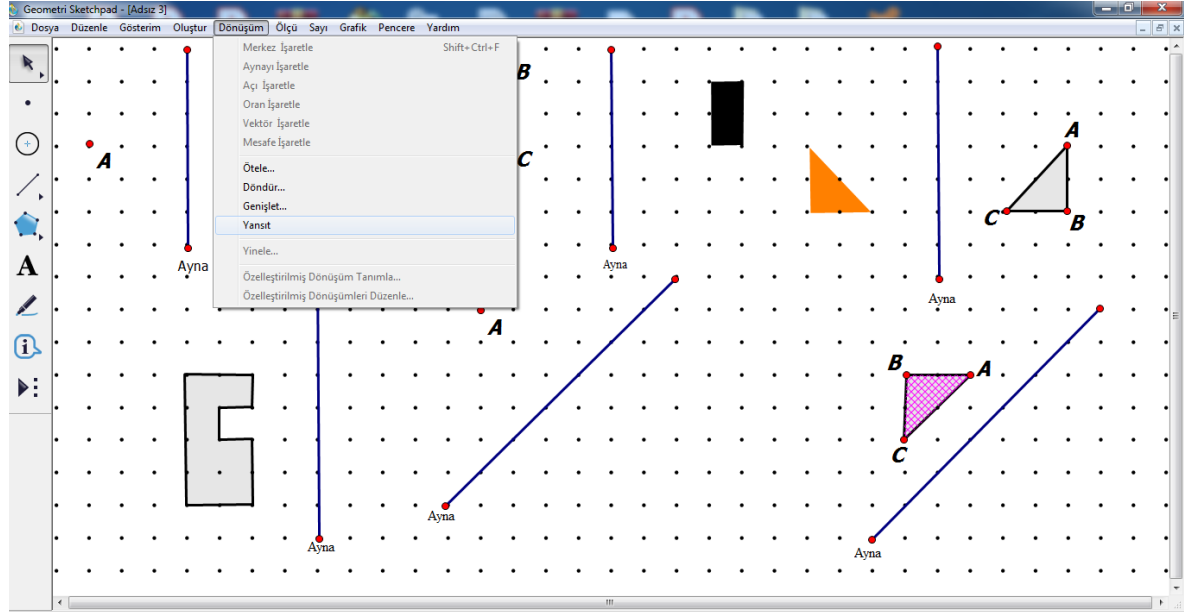 Geometri Sketchpad - [Adsız 3]
Dosya Düzenle Gösterim Oluştur Dönüşüm Ölçü Sayı Grafik Pencere Yardım
Merkez İşaretle Shift+Ctrl+F
Aynayı İşaretle
Açı İşaretle
Oran İşaretle
Vektör İşaretle
Mesafe İşaretle
Ötele...
Döndür...
Genişlet...
Yansıt
Yinele...
Özelleştirilmiş Dönüşüm Tanımla...
Özelleştirilmiş Dönüşümleri Düzenle...
A
B
C
A
C
B
Ayna
Ayna
Ayna
A
B
A
C
Ayna
Ayna
Ayna
A